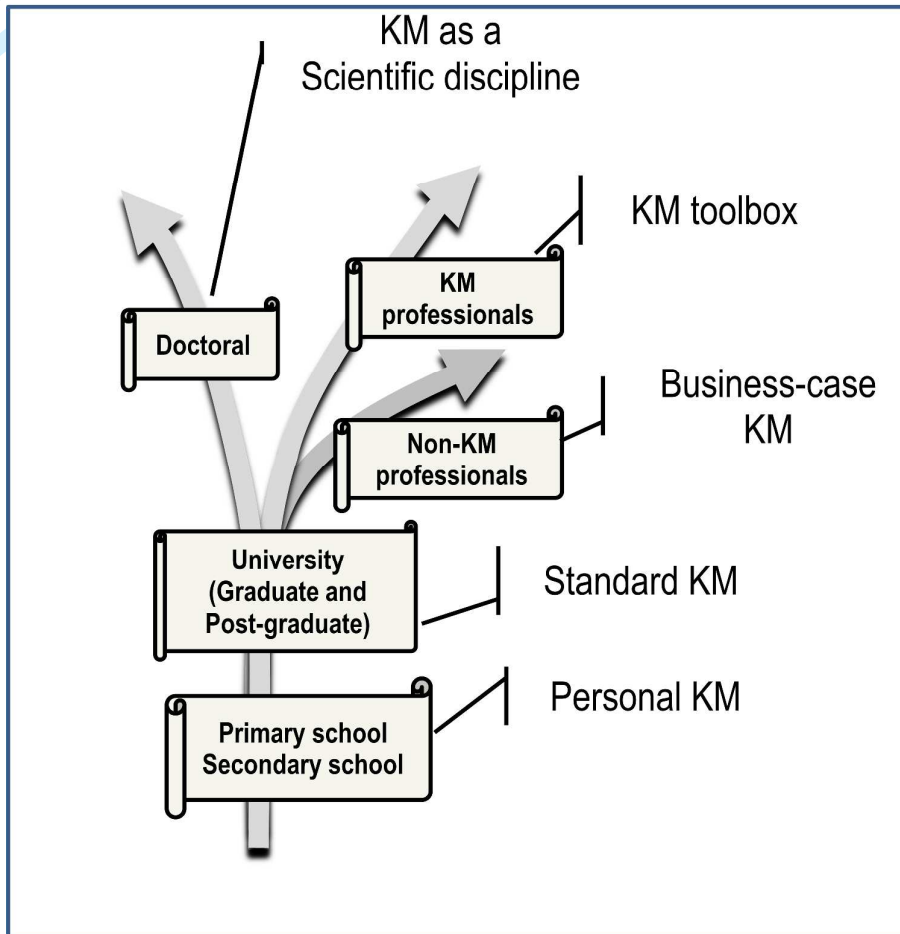 KM as a
Scientific discipline
KM toolbox
KM
professionals
Doctoral
Business-case
KM
Non-KM
professionals
University
(Graduate and
Post-graduate)
Standard KM
Personal KM
Primary school
Secondary school